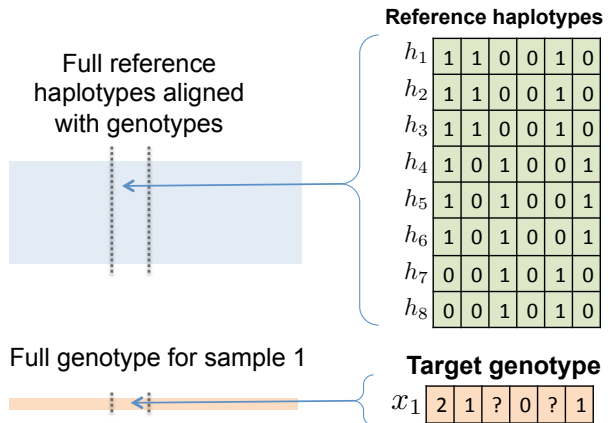 Reference haplotypes
Full reference
haplotypes aligned
with genotypes
h1 1 1 0 0 1 0
h2 1 1 0 0 1 0
h3 1 1 0 0 1 0
h4 1 0 1 0 0 1
h5 1 0 1 0 0 1
h6 1 0 1 0 0 1
h7 0 0 1 0 1 0
h8 0 0 1 0 1 0
Full genotype for sample 1
Target genotype
x1 2 1 ? 0 ? 1